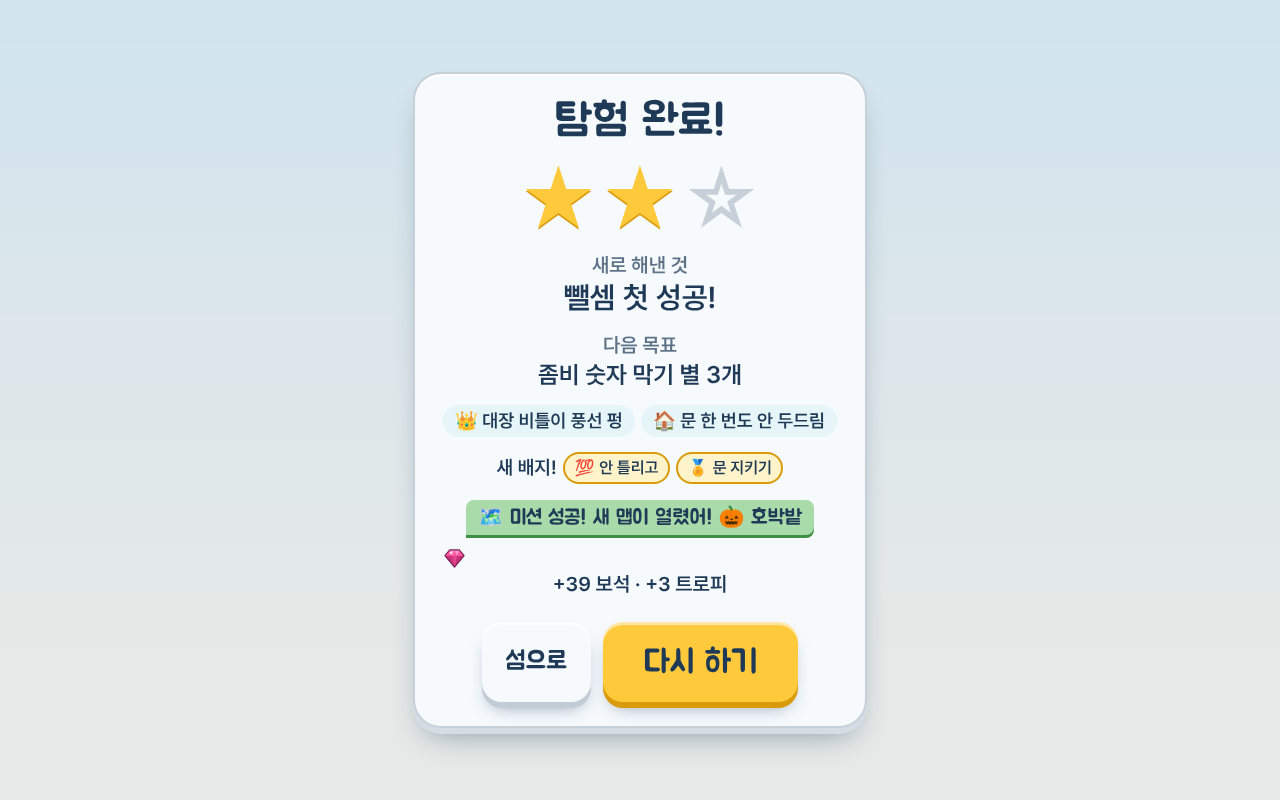 탐험 완료!
새로 해낸 것
뺄셈 첫 성공!
다음 목표
좀비 숫자 막기 별 3개
👑 대장 비틀이 풍선 펑 🏠 문 한 번도 안 두드림
새 배지! 💯 안 틀리고 🏅 문 지키기
🗺️ 미션 성공! 새 맵이 열렸어! 🎃 호박밭
+39 보석 · +3 트로피
섬으로 다시 하기